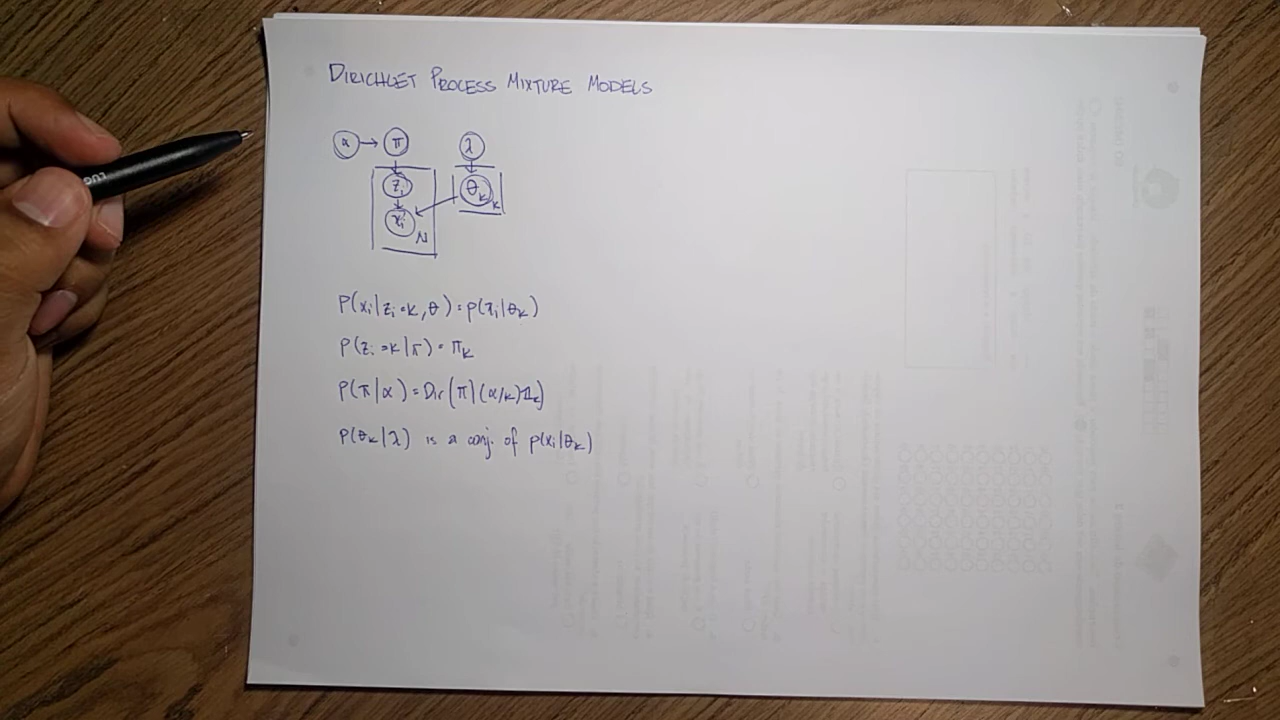 DIRICHLET PROCESS MIXTURE MODELS
α π λ
z_i θ_k K
x_i N
P(x_i|z_i=k,θ)=p(x_i|θ_k)
P(z_i=k|π)=π_k
P(π|α)=Dir(π|(α/K)𝟙_K)
P(θ_k|λ) is a conj. of p(x_i|θ_k)